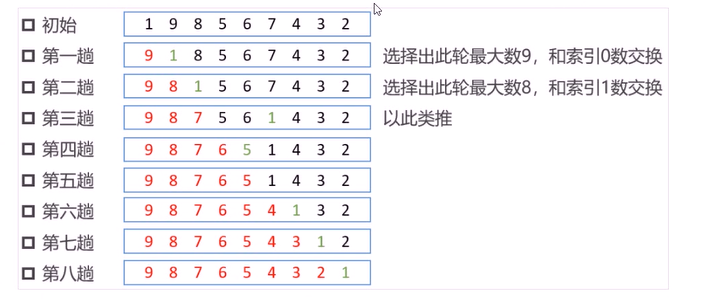 初始 1 9 8 5 6 7 4 3 2
第一趟 9 1 8 5 6 7 4 3 2 选择出此轮最大数9，和索引0数交换
第二趟 9 8 1 5 6 7 4 3 2 选择出此轮最大数8，和索引1数交换
第三趟 9 8 7 5 6 1 4 3 2 以此类推
第四趟 9 8 7 6 5 1 4 3 2
第五趟 9 8 7 6 5 1 4 3 2
第六趟 9 8 7 6 5 4 1 3 2
第七趟 9 8 7 6 5 4 3 1 2
第八趟 9 8 7 6 5 4 3 2 1